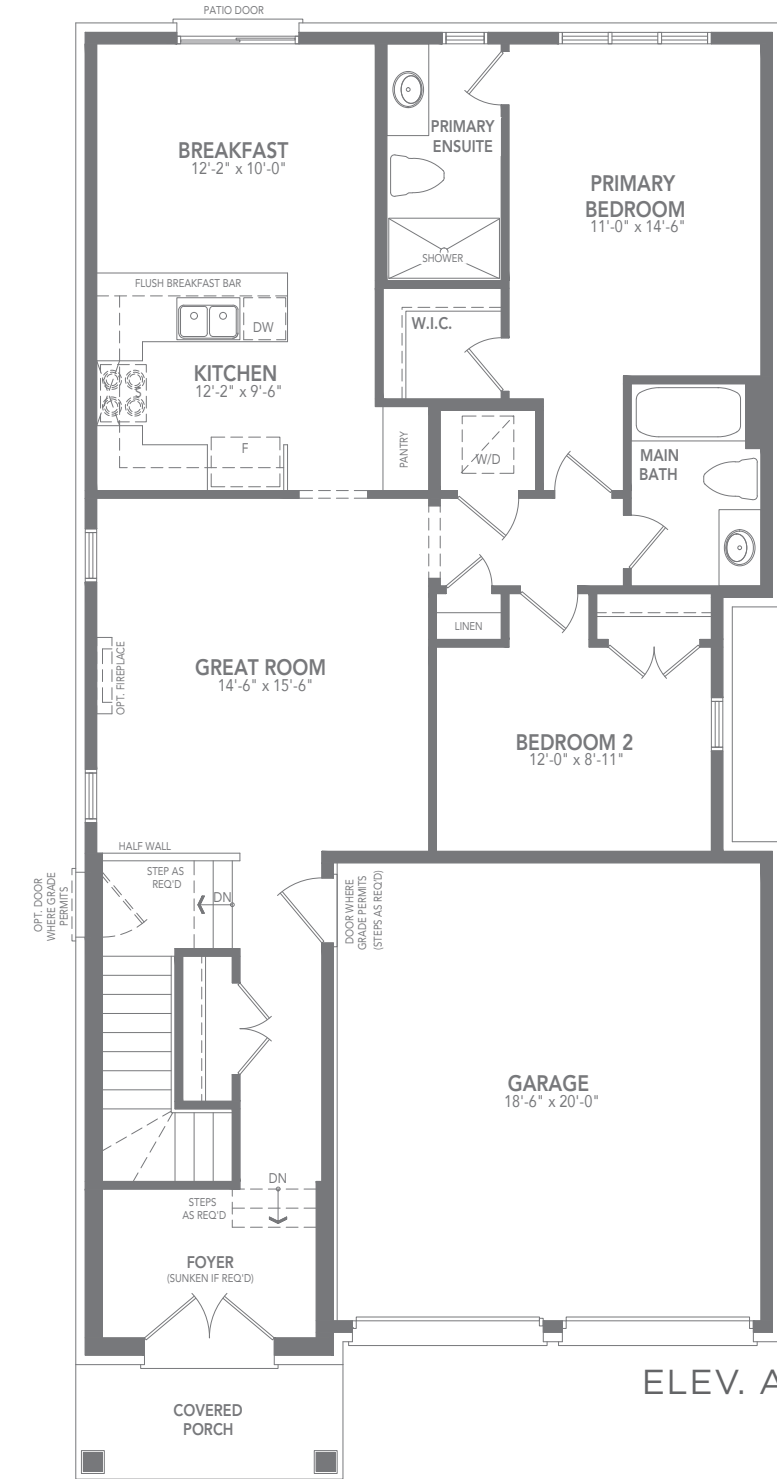 PATIO DOOR
BREAKFAST
12'-2" x 10'-0"
PRIMARY
ENSUITE
SHOWER
PRIMARY
BEDROOM
11'-0" x 14'-6"
FLUSH BREAKFAST BAR
DW
KITCHEN
12'-2" x 9'-6"
F
W.I.C.
PANTRY
W/D
MAIN
BATH
LINEN
GREAT ROOM
14'-6" x 15'-6"
OPT. FIREPLACE
BEDROOM 2
12'-0" x 8'-11"
HALF WALL
STEP AS
REQ'D
DN
OPT. DOOR
WHERE GRADE
PERMITS
DOOR WHERE
GRADE PERMITS
(STEPS AS REQ'D)
GARAGE
18'-6" x 20'-0"
DN
STEPS
AS REQ'D
FOYER
(SUNKEN IF REQ'D)
COVERED
PORCH
ELEV. A